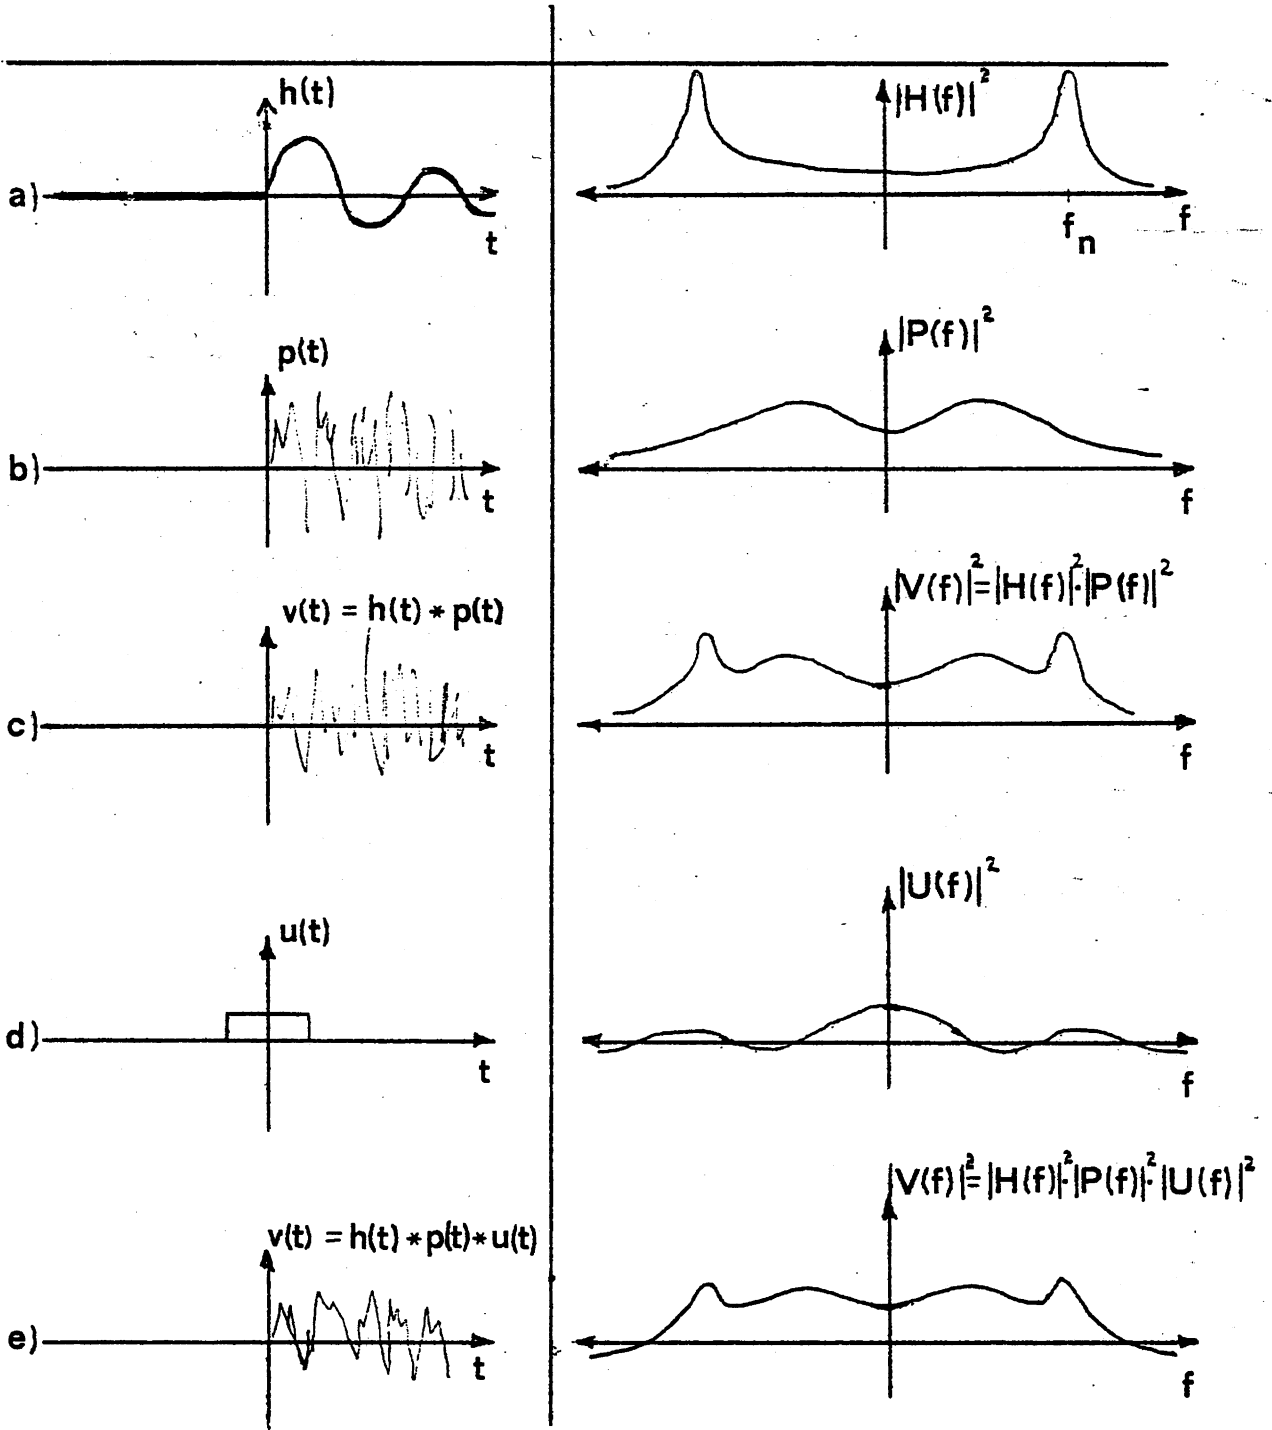 h(t)
|H(f)|²
a)
t
f
fn
p(t)
|P(f)|²
b)
t
f
v(t) = h(t) * p(t)
|V(f)|²=|H(f)|²·|P(f)|²
c)
t
f
u(t)
|U(f)|²
d)
t
f
v(t) = h(t) * p(t) * u(t)
|V(f)|²=|H(f)|²·|P(f)|²·|U(f)|²
e)
t
f